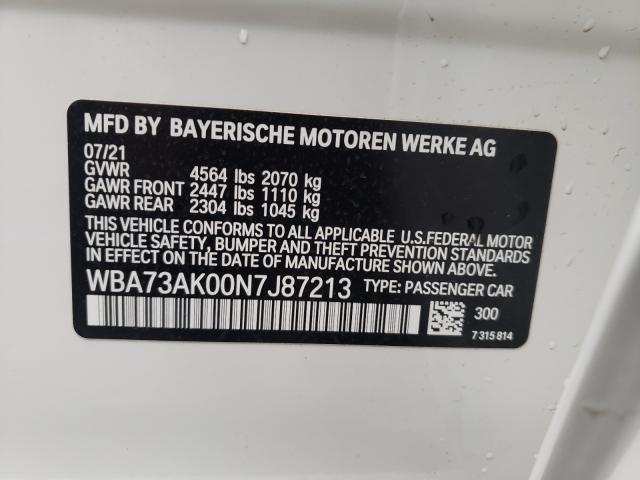 MFD BY BAYERISCHE MOTOREN WERKE AG
07/21
GVWR 4564 lbs 2070 kg
GAWR FRONT 2447 lbs 1110 kg
GAWR REAR 2304 lbs 1045 kg
THIS VEHICLE CONFORMS TO ALL APPLICABLE U.S.FEDERAL MOTOR
VEHICLE SAFETY, BUMPER AND THEFT PREVENTION STANDARDS
IN EFFECT ON THE DATE OF MANUFACTURE SHOWN ABOVE.
WBA73AK00N7J87213 TYPE: PASSENGER CAR
300
7 315 814